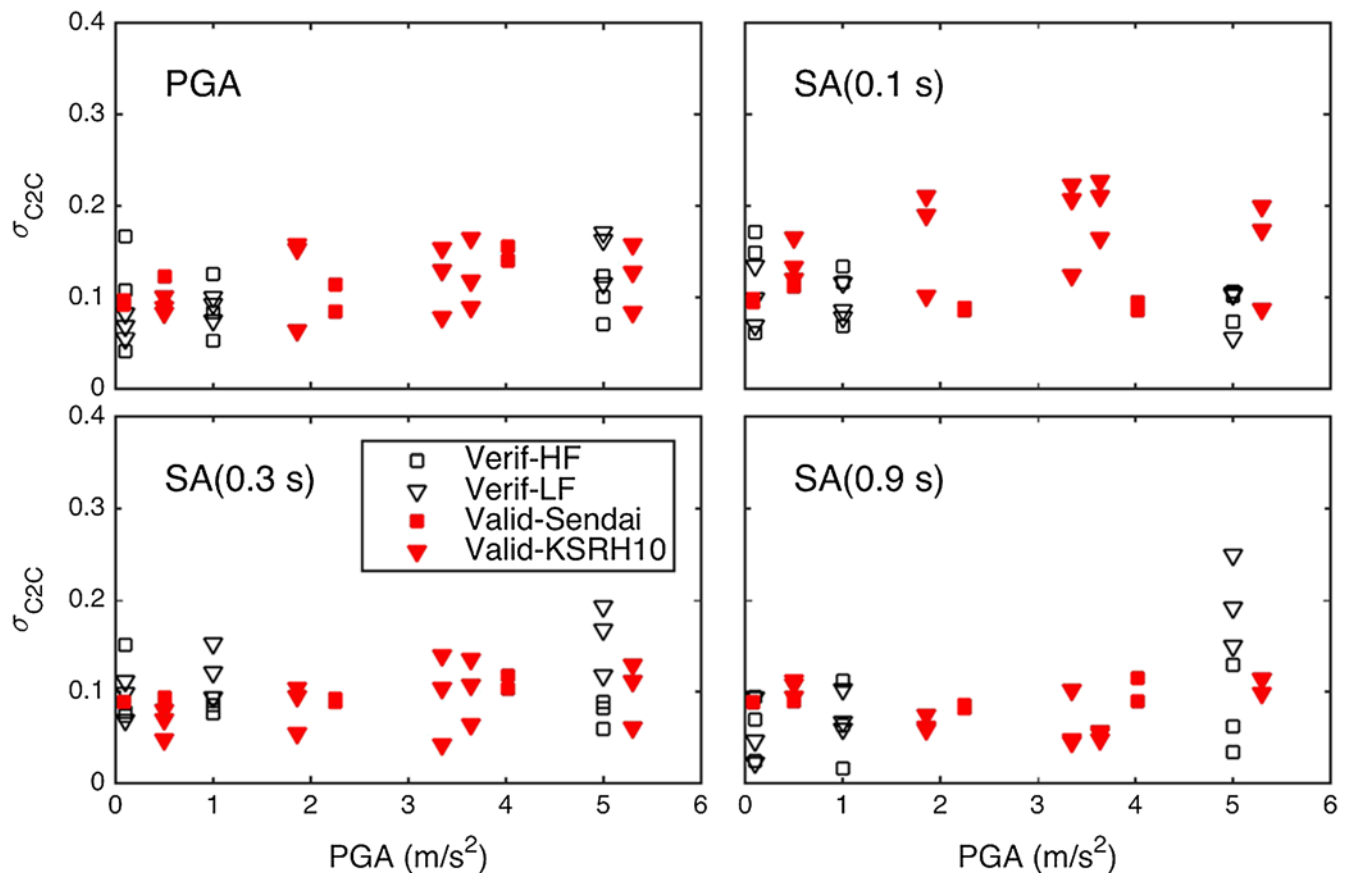 0.4
0.3
0.2
0.1
0
σC2C
PGA
SA(0.1 s)
0.4
0.3
0.2
0.1
0
σC2C
SA(0.3 s)
Verif-HF
Verif-LF
Valid-Sendai
Valid-KSRH10
SA(0.9 s)
0 1 2 3 4 5 6
0 1 2 3 4 5 6
PGA (m/s²)
PGA (m/s²)